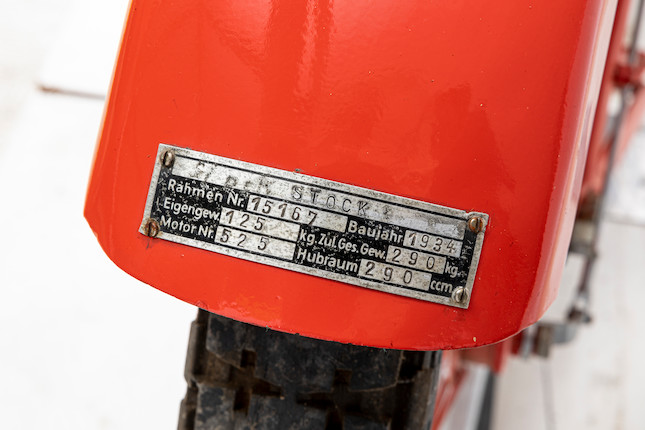 STOCK
Rahmen Nr. 15167 Baujahr 1934
Eigengew. 125 kg. Zul. Ges. Gew. 290 kg.
Motor Nr. 525 Hubraum 290 ccm